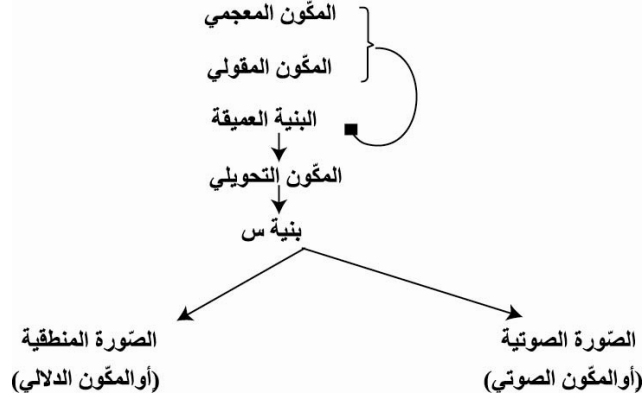 المكّون المعجمي
المكّون المقولي
البنية العميقة
المكّون التحويلي
بنية س
الصّورة الصوتية
(أوالمكّون الصوتي)
الصّورة المنطقية
(أوالمكّون الدلالي)